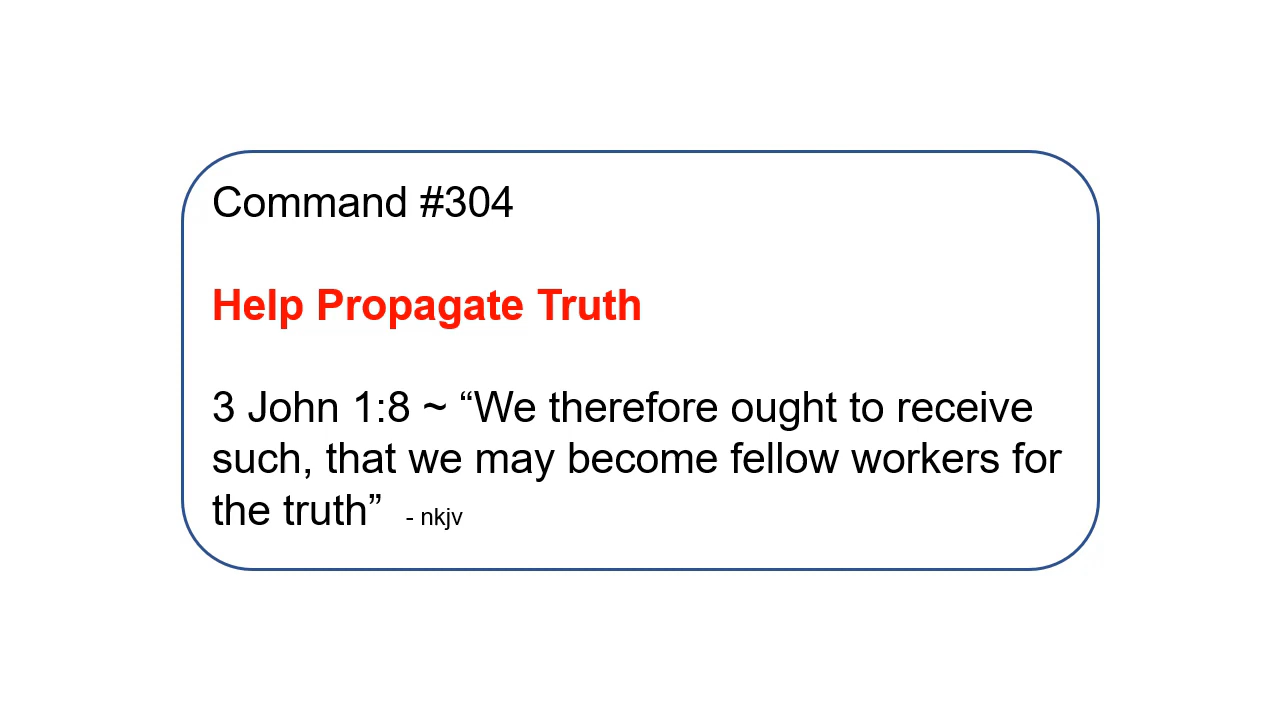 Command #304
Help Propagate Truth
3 John 1:8 ~ “We therefore ought to receive
such, that we may become fellow workers for
the truth” - nkjv